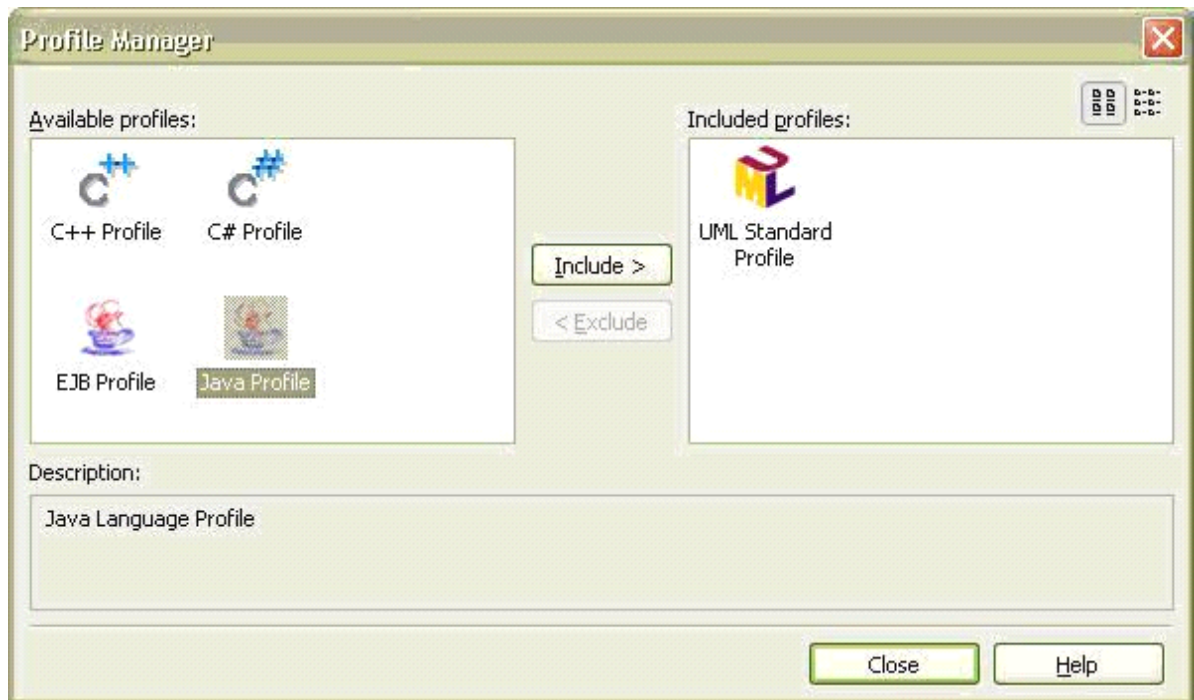 Profile Manager
Available profiles:
Included profiles:
C++ Profile
C# Profile
EJB Profile
Java Profile
Include >
< Exclude
UML
UML Standard
Profile
Description:
Java Language Profile
Close
Help